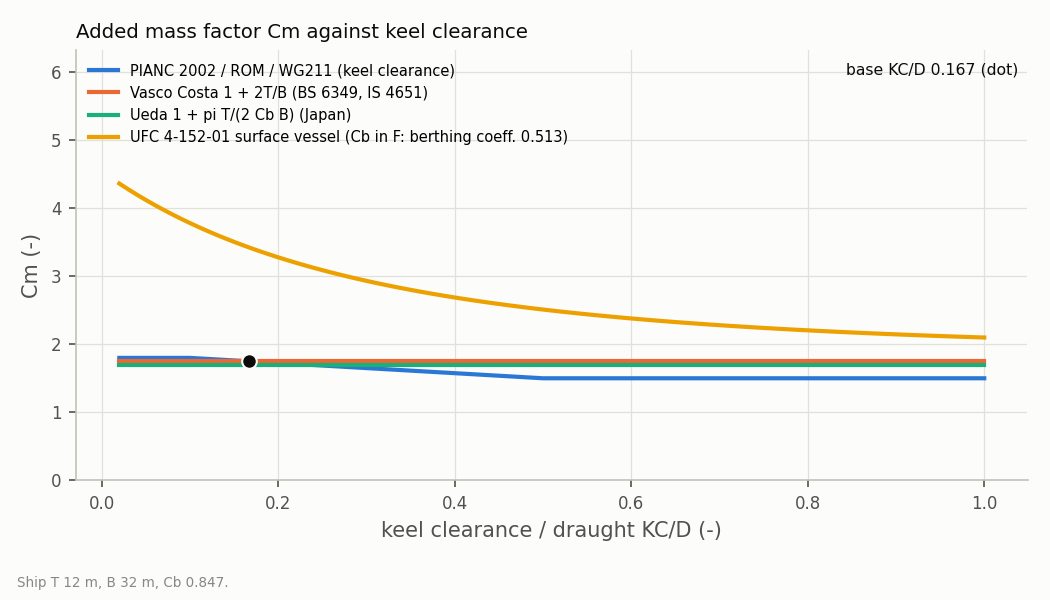 Added mass factor Cm against keel clearance
PIANC 2002 / ROM / WG211 (keel clearance)
Vasco Costa 1 + 2T/B (BS 6349, IS 4651)
Ueda 1 + pi T/(2 Cb B) (Japan)
UFC 4-152-01 surface vessel (Cb in F: berthing coeff. 0.513)
base KC/D 0.167 (dot)
Cm (-)
6
5
4
3
2
1
0
0.0 0.2 0.4 0.6 0.8 1.0
keel clearance / draught KC/D (-)
Ship T 12 m, B 32 m, Cb 0.847.